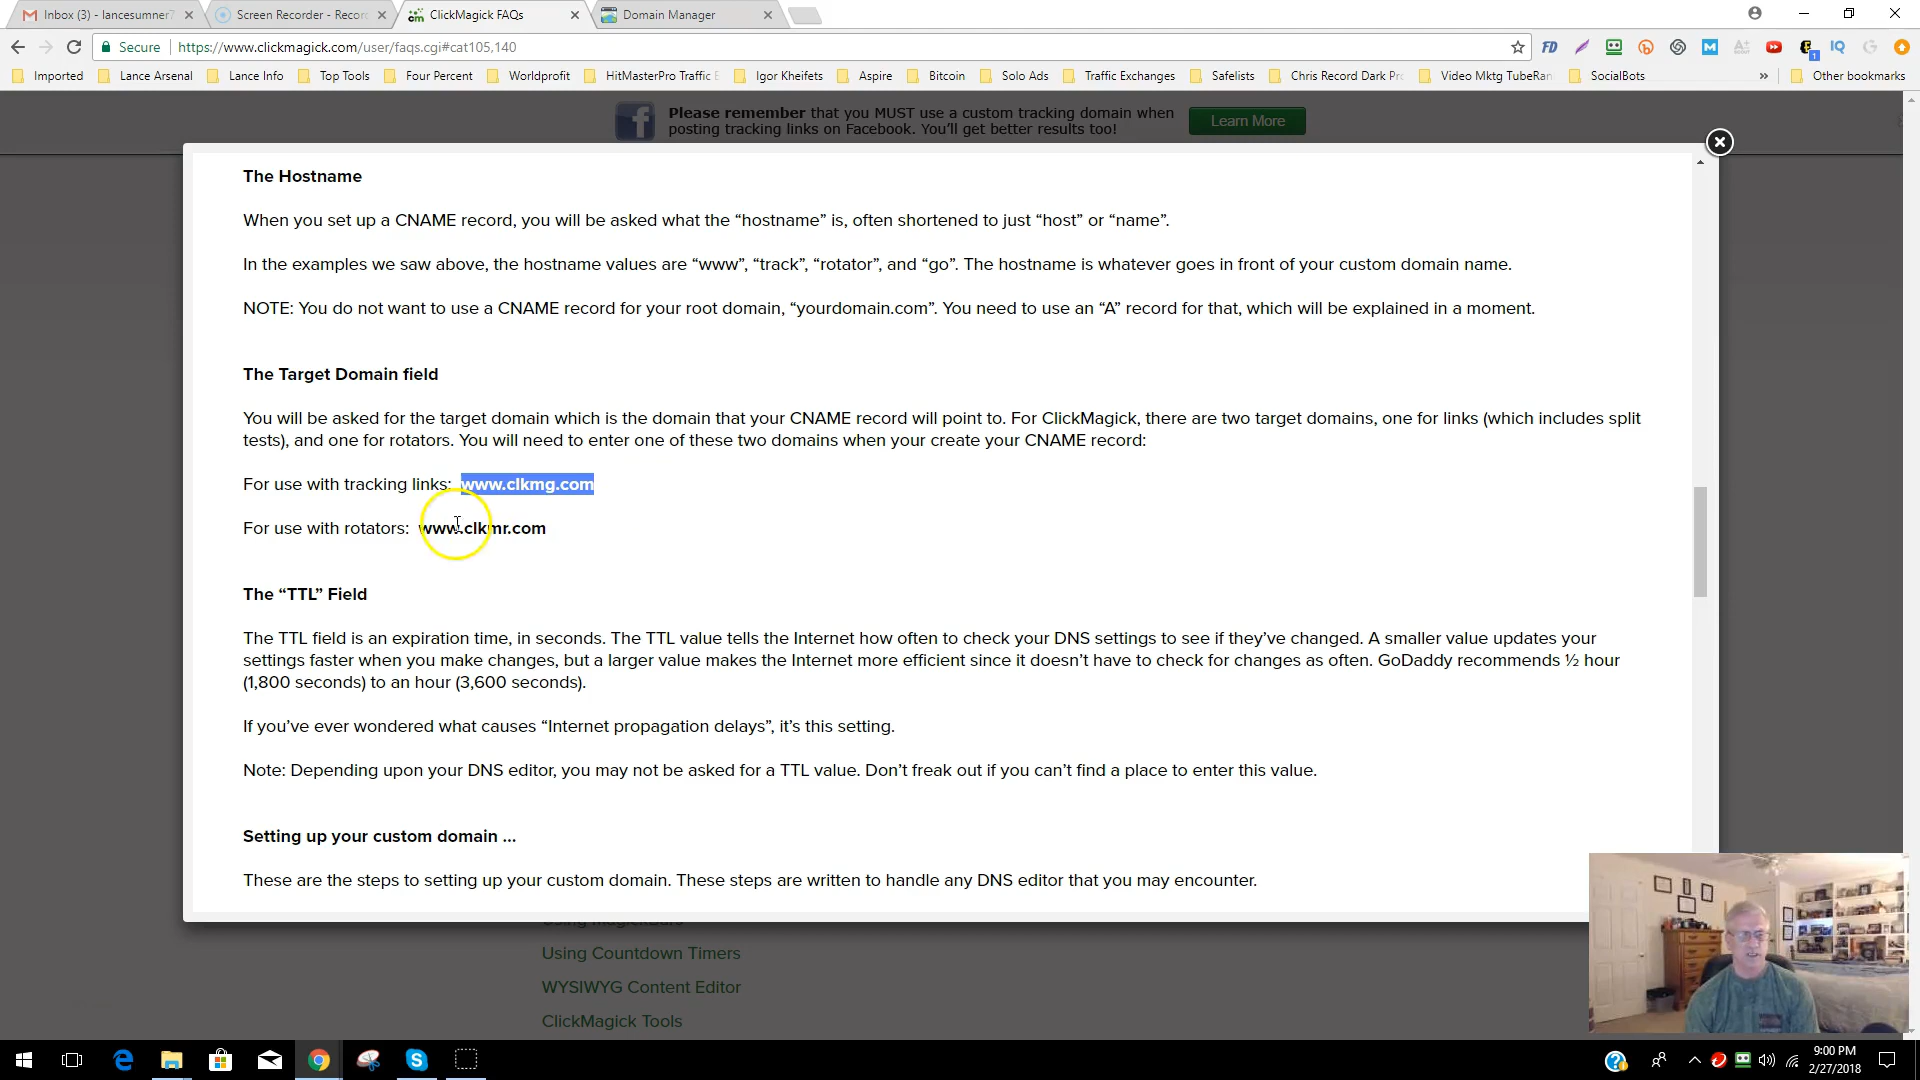 Inbox (3) - lancesumner7
Screen Recorder - Record
ClickMagick FAQs
Domain Manager
Secure | https://www.clickmagick.com/user/faqs.cgi#cat105,140
Imported Lance Arsenal Lance Info Top Tools Four Percent Worldprofit HitMasterPro Traffic E Igor Kheifets Aspire Bitcoin Solo Ads Traffic Exchanges Safelists Chris Record Dark Pr Video Mktg TubeRan SocialBots » Other bookmarks
Please remember that you MUST use a custom tracking domain when
posting tracking links on Facebook. You'll get better results too!
Learn More
The Hostname
When you set up a CNAME record, you will be asked what the “hostname” is, often shortened to just “host” or “name”.
In the examples we saw above, the hostname values are “www”, “track”, “rotator”, and “go”. The hostname is whatever goes in front of your custom domain name.
NOTE: You do not want to use a CNAME record for your root domain, “yourdomain.com”. You need to use an “A” record for that, which will be explained in a moment.
The Target Domain field
You will be asked for the target domain which is the domain that your CNAME record will point to. For ClickMagick, there are two target domains, one for links (which includes split
tests), and one for rotators. You will need to enter one of these two domains when your create your CNAME record:
For use with tracking links: www.clkmg.com
For use with rotators: www.clkmr.com
The “TTL” Field
The TTL field is an expiration time, in seconds. The TTL value tells the Internet how often to check your DNS settings to see if they’ve changed. A smaller value updates your
settings faster when you make changes, but a larger value makes the Internet more efficient since it doesn’t have to check for changes as often. GoDaddy recommends ½ hour
(1,800 seconds) to an hour (3,600 seconds).
If you’ve ever wondered what causes “Internet propagation delays”, it’s this setting.
Note: Depending upon your DNS editor, you may not be asked for a TTL value. Don’t freak out if you can’t find a place to enter this value.
Setting up your custom domain ...
These are the steps to setting up your custom domain. These steps are written to handle any DNS editor that you may encounter.
Using MagickBars
Using Countdown Timers
WYSIWYG Content Editor
ClickMagick Tools
9:00 PM
2/27/2018